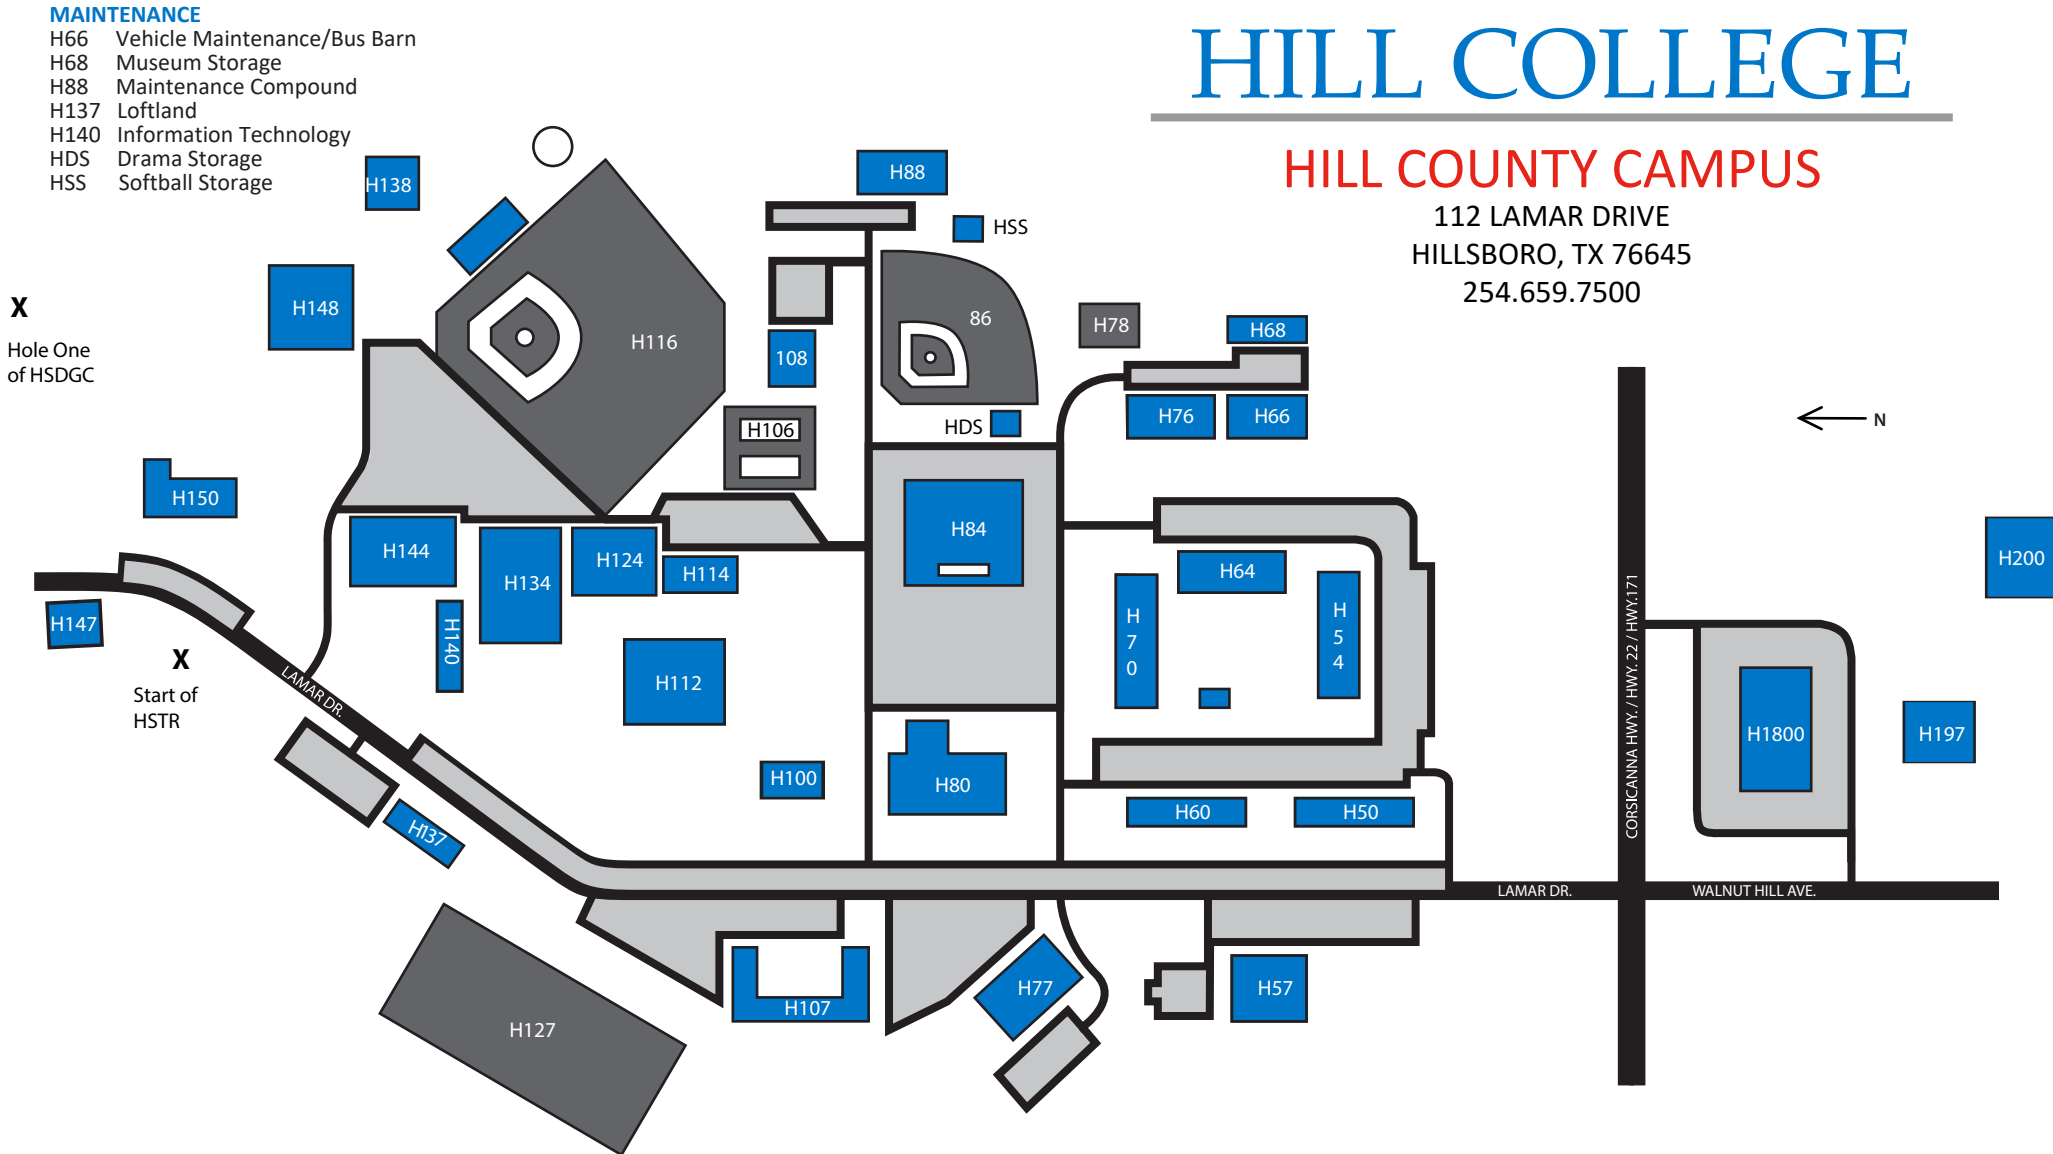 MAINTENANCE
H66 Vehicle Maintenance/Bus Barn
H68 Museum Storage
H88 Maintenance Compound
H137 Loftland
H140 Information Technology
HDS Drama Storage
HSS Softball Storage
HILL COLLEGE
HILL COUNTY CAMPUS
112 LAMAR DRIVE
HILLSBORO, TX 76645
254.659.7500
H138
H88
HSS
H148
X
Hole One
of HSDGC
H116
86
H78
H68
108
H76
H66
N
HDS
H106
H150
H84
H144
H134
H124
H114
H64
H70
H54
H200
H147
H140
X
Start of
HSTR
LAMAR DR.
H112
CORSICANNA HWY. / HWY. 22 / HWY.171
H1800
H197
H100
H80
H60
H50
H137
LAMAR DR.
WALNUT HILL AVE.
H77
H57
H107
H127